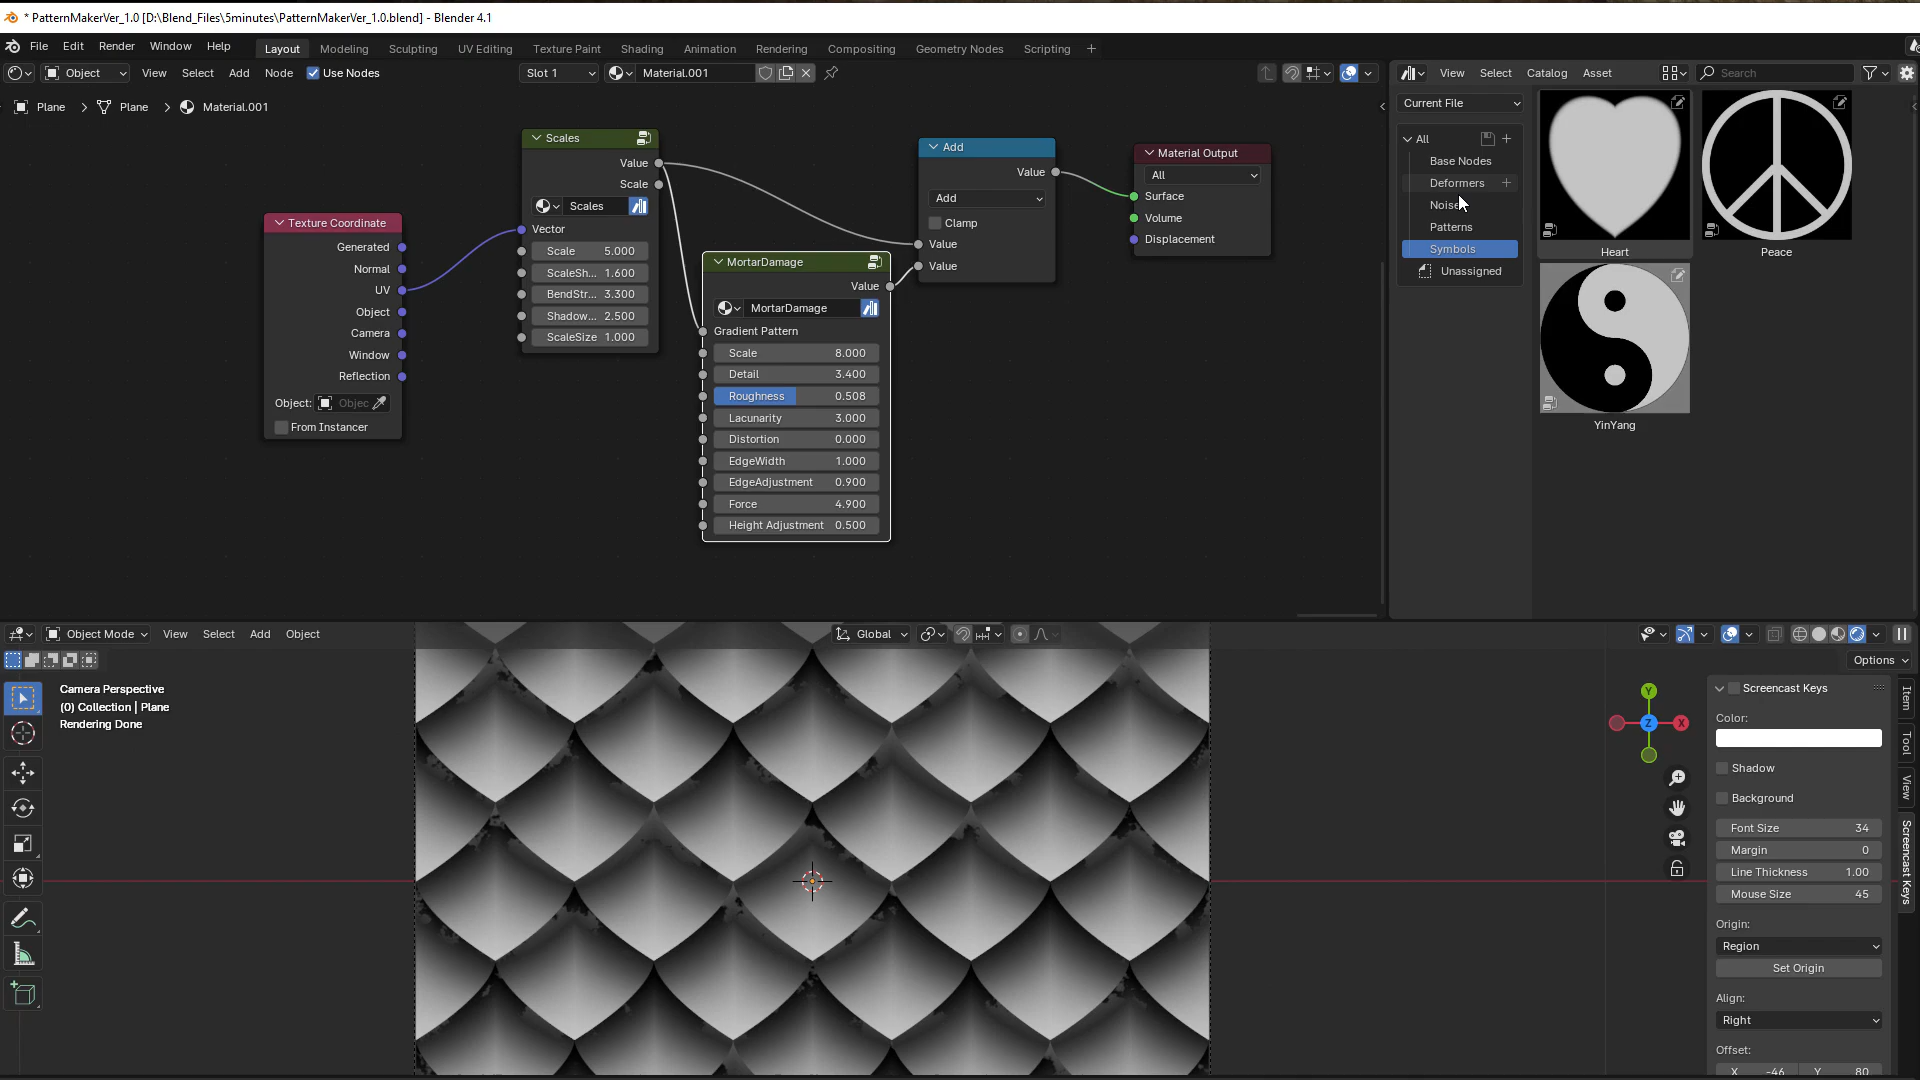 * PatternMakerVer_1.0 [D:\Blend_Files\5minutes\PatternMakerVer_1.0.blend] - Blender 4.1
File Edit Render Window Help Layout Modeling Sculpting UV Editing Texture Paint Shading Animation Rendering Compositing Geometry Nodes Scripting +
Object View Select Add Node Use Nodes Slot 1 Material.001
View Select Catalog Asset Search
Plane > Plane > Material.001
Texture Coordinate
Generated
Normal
UV
Object
Camera
Window
Reflection
Object: Objec
From Instancer
Scales
Value
Scale
Scales
Vector
Scale 5.000
ScaleSh... 1.600
BendStr... 3.300
Shadow... 2.500
ScaleSize 1.000
MortarDamage
Value
MortarDamage
Gradient Pattern
Scale 8.000
Detail 3.400
Roughness 0.508
Lacunarity 3.000
Distortion 0.000
EdgeWidth 1.000
EdgeAdjustment 0.900
Force 4.900
Height Adjustment 0.500
Add
Value
Add
Clamp
Value
Value
Material Output
All
Surface
Volume
Displacement
Current File
All
Base Nodes
Deformers
Noise
Patterns
Symbols
Unassigned
Heart
Peace
YinYang
Object Mode View Select Add Object Global
Options
Camera Perspective
(0) Collection | Plane
Rendering Done
Y
X
Z
Screencast Keys
Color:
Shadow
Background
Font Size 34
Margin 0
Line Thickness 1.00
Mouse Size 45
Origin:
Region
Set Origin
Align:
Right
Offset:
X -46 Y 80
Item
Tool
View
Screencast Keys